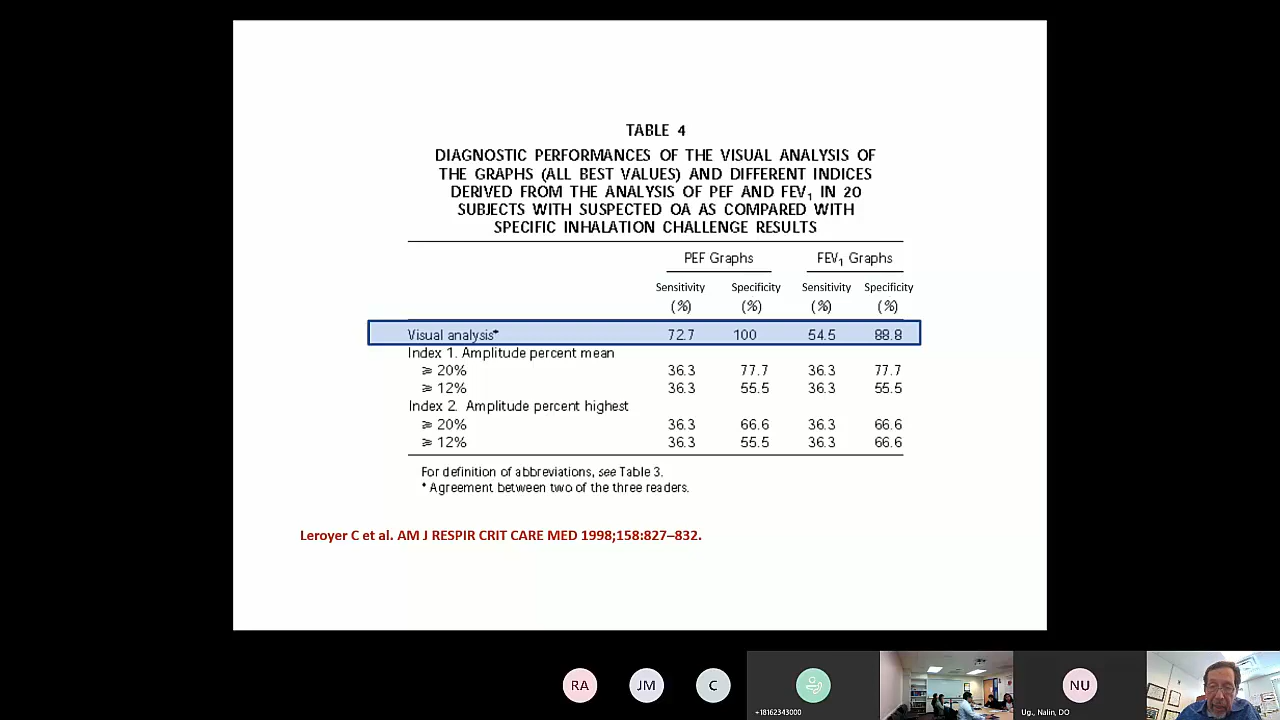 TABLE 4
DIAGNOSTIC PERFORMANCES OF THE VISUAL ANALYSIS OF
THE GRAPHS (ALL BEST VALUES) AND DIFFERENT INDICES
DERIVED FROM THE ANALYSIS OF PEF AND FEV1 IN 20
SUBJECTS WITH SUSPECTED OA AS COMPARED WITH
SPECIFIC INHALATION CHALLENGE RESULTS
PEF Graphs FEV1 Graphs
Sensitivity Specificity Sensitivity Specificity
(%) (%) (%) (%)
Visual analysis* 72.7 100 54.5 88.8
Index 1. Amplitude percent mean
⩾ 20% 36.3 77.7 36.3 77.7
⩾ 12% 36.3 55.5 36.3 55.5
Index 2. Amplitude percent highest
⩾ 20% 36.3 66.6 36.3 66.6
⩾ 12% 36.3 55.5 36.3 66.6
For definition of abbreviations, see Table 3.
* Agreement between two of the three readers.
Leroyer C et al. AM J RESPIR CRIT CARE MED 1998;158:827–832.
RA JM C NU
+18162343000 Ug., Nalin, DO